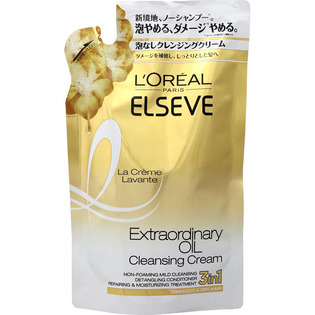 新境地、ノーシャンプー。
泡やめる、ダメージやめる。
泡なしクレンジングクリーム
ダメージを補修し、しっとりとした髪へ
L'ORÉAL
PARIS
ELSEVE
La Crème
Lavante
Extraordinary
OIL
Cleansing Cream
NON-FOAMING MILD CLEANSING
DETANGLING CONDITIONER
REPAIRING & MOISTURIZING TREATMENT
3in1
DAMAGED & DRY HAIR